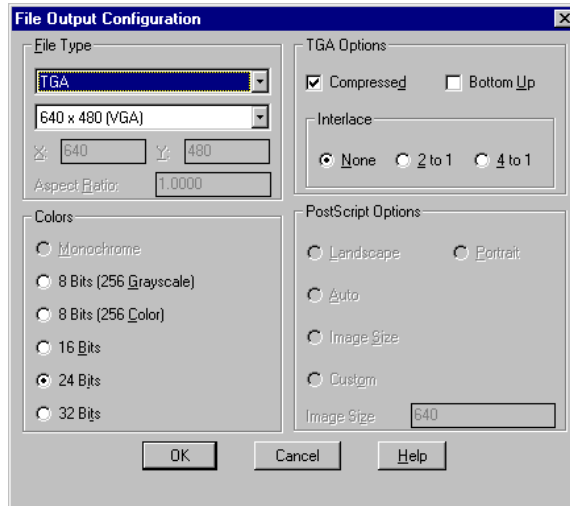 File Output Configuration
File Type
TGA
640 x 480 (VGA)
X: 640 Y: 480
Aspect Ratio: 1.0000
TGA Options
Compressed Bottom Up
Interlace
None 2 to 1 4 to 1
Colors
Monochrome
8 Bits (256 Grayscale)
8 Bits (256 Color)
16 Bits
24 Bits
32 Bits
PostScript Options
Landscape Portrait
Auto
Image Size
Custom
Image Size 640
OK Cancel Help